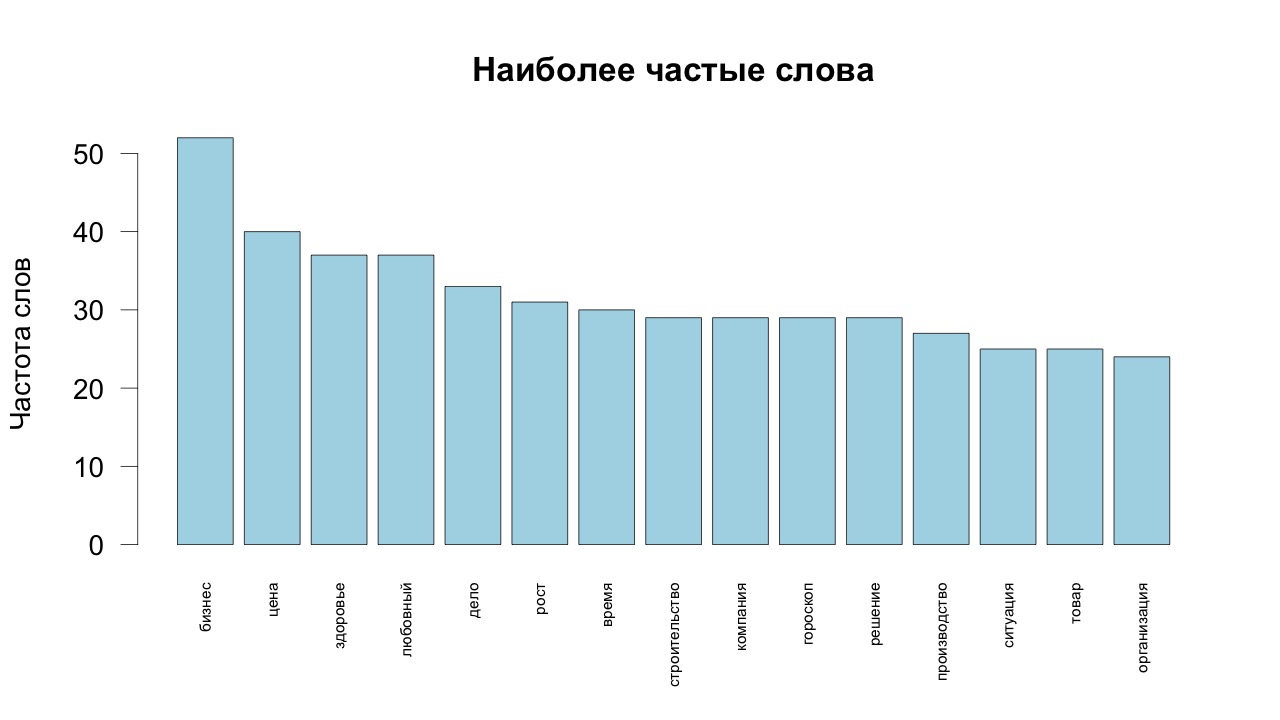 Наиболее частые слова
Частота слов
50
40
30
20
10
0
бизнес
цена
здоровье
любовный
дело
рост
время
строительство
компания
гороскоп
решение
производство
ситуация
товар
организация